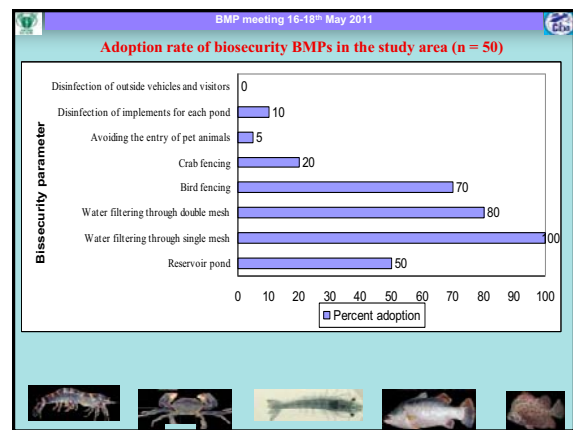 BMP meeting 16-18th May 2011
Adoption rate of biosecurity BMPs in the study area (n = 50)
Bissecurity parameter
Disinfection of outside vehicles and visitors 0
Disinfection of implements for each pond 10
Avoiding the entry of pet animals 5
Crab fencing 20
Bird fencing 70
Water filtering through double mesh 80
Water filtering through single mesh 100
Reservoir pond 50
0 10 20 30 40 50 60 70 80 90 100
Percent adoption